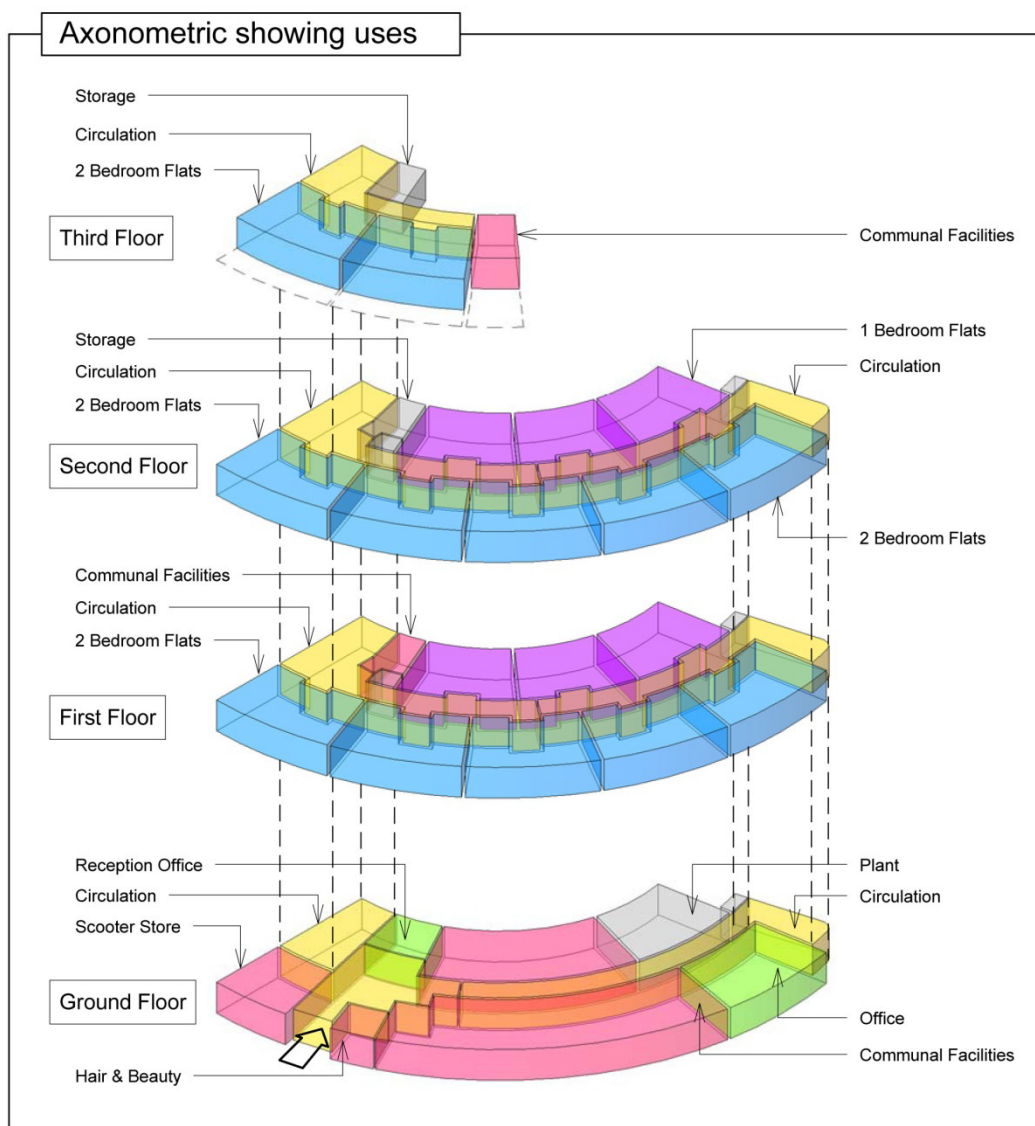 Axonometric showing uses
Storage
Circulation
2 Bedroom Flats
Third Floor
Communal Facilities
Storage
Circulation
2 Bedroom Flats
Second Floor
1 Bedroom Flats
Circulation
2 Bedroom Flats
Communal Facilities
Circulation
2 Bedroom Flats
First Floor
Reception Office
Circulation
Scooter Store
Ground Floor
Hair & Beauty
Plant
Circulation
Office
Communal Facilities